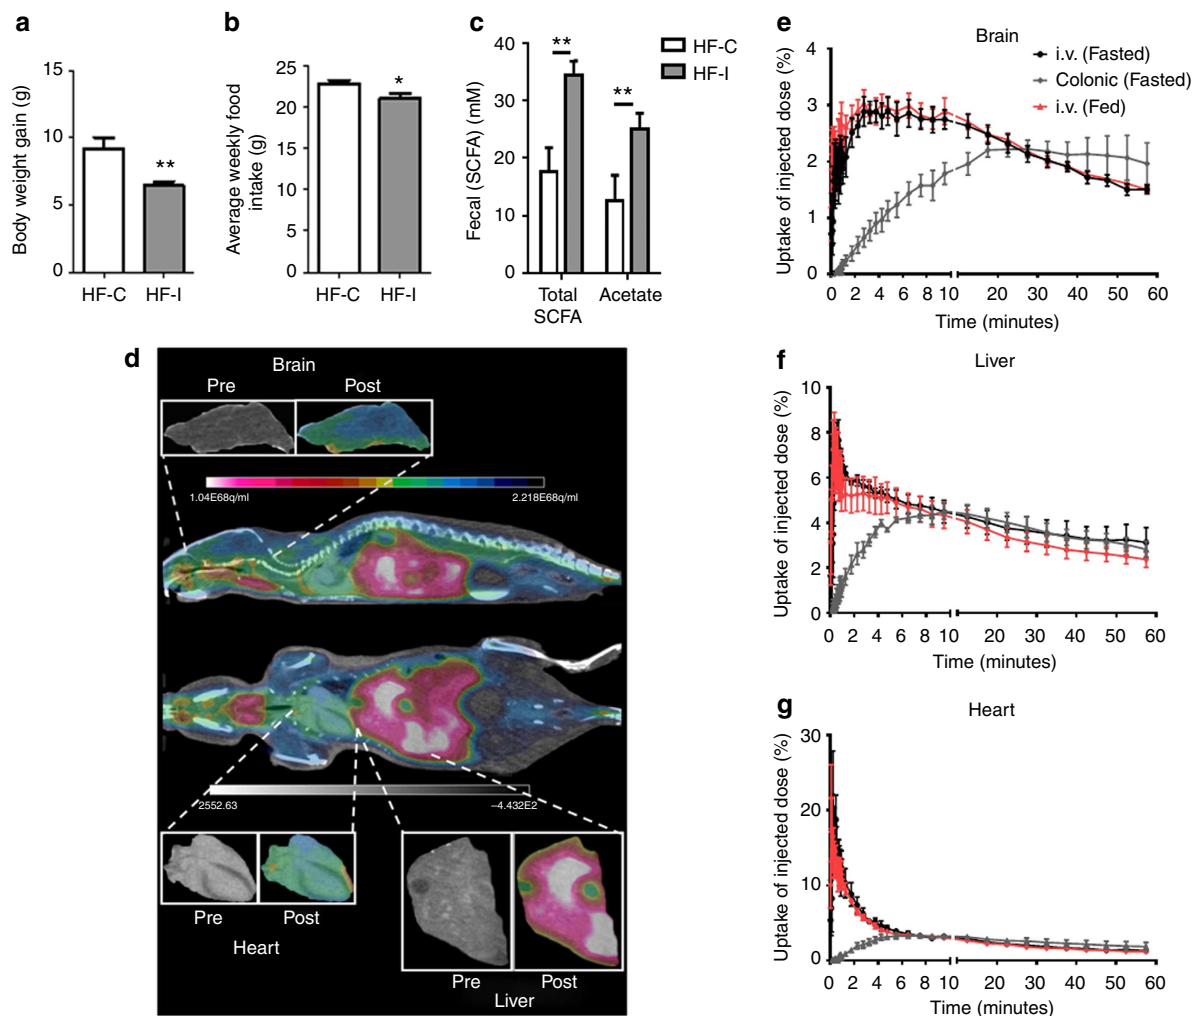 a
Body weight gain (g)
15
10
5
0
**
HF-C HF-I
b
Average weekly food
intake (g)
25
20
15
10
5
0
*
HF-C HF-I
c
Fecal (SCFA) (mM)
40
30
20
10
0
**
**
HF-C
HF-I
Total
SCFA
Acetate
d
Brain
Pre Post
1.04E68q/ml 2.218E68q/ml
2552.63 −4.432E2
Pre Post
Heart
Pre Post
Liver
e
Brain
i.v. (Fasted)
Colonic (Fasted)
i.v. (Fed)
Uptake of injected dose (%)
4
3
2
1
0
0 2 4 6 8 10 20 30 40 50 60
Time (minutes)
f
Liver
Uptake of injected dose (%)
10
8
6
4
2
0
0 2 4 6 8 10 20 30 40 50 60
Time (minutes)
g
Heart
Uptake of injected dose (%)
30
20
10
0
0 2 4 6 8 10 20 30 40 50 60
Time (minutes)